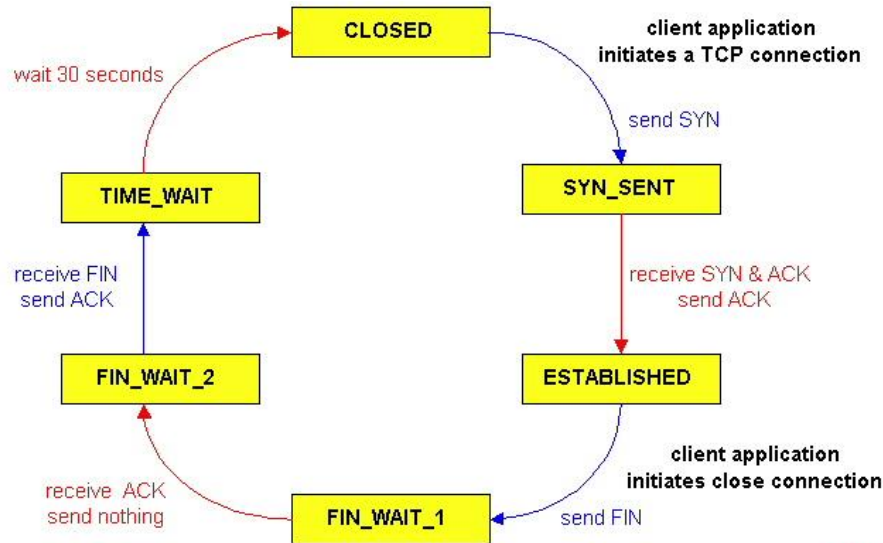 CLOSED
client application
initiates a TCP connection
wait 30 seconds
send SYN
TIME_WAIT
SYN_SENT
receive FIN
send ACK
receive SYN & ACK
send ACK
FIN_WAIT_2
ESTABLISHED
client application
initiates close connection
receive ACK
send nothing
FIN_WAIT_1
send FIN